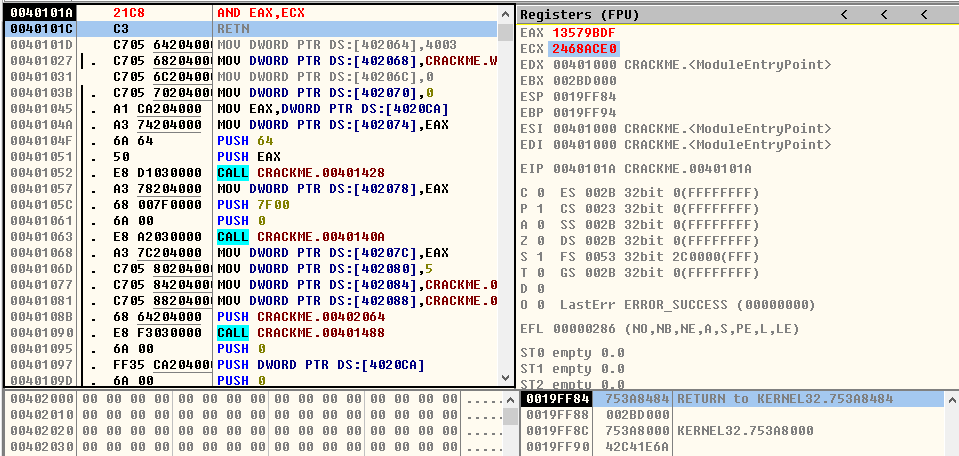 0040101A 21C8 AND EAX,ECX
0040101C C3 RETN
0040101D C705 64204000 MOV DWORD PTR DS:[402064],4003
00401027 | . C705 68204000 MOV DWORD PTR DS:[402068],CRACKME.W
00401031 . C705 6C204000 MOV DWORD PTR DS:[40206C],0
0040103B . C705 70204000 MOV DWORD PTR DS:[402070],0
00401045 . A1 CA204000 MOV EAX,DWORD PTR DS:[4020CA]
0040104A . A3 74204000 MOV DWORD PTR DS:[402074],EAX
0040104F . 6A 64 PUSH 64
00401051 . 50 PUSH EAX
00401052 . E8 D1030000 CALL CRACKME.00401428
00401057 . A3 78204000 MOV DWORD PTR DS:[402078],EAX
0040105C . 68 007F0000 PUSH 7F00
00401061 . 6A 00 PUSH 0
00401063 . E8 A2030000 CALL CRACKME.0040140A
00401068 . A3 7C204000 MOV DWORD PTR DS:[40207C],EAX
0040106D . C705 80204000 MOV DWORD PTR DS:[402080],5
00401077 . C705 84204000 MOV DWORD PTR DS:[402084],CRACKME.0
00401081 . C705 88204000 MOV DWORD PTR DS:[402088],CRACKME.0
0040108B . 68 64204000 PUSH CRACKME.00402064
00401090 . E8 F3030000 CALL CRACKME.00401488
00401095 . 6A 00 PUSH 0
00401097 . FF35 CA204000 PUSH DWORD PTR DS:[4020CA]
0040109D . 6A 00 PUSH 0
Registers (FPU) < < <
EAX 13579BDF
ECX 2468ACE0
EDX 00401000 CRACKME.<ModuleEntryPoint>
EBX 002BD000
ESP 0019FF84
EBP 0019FF94
ESI 00401000 CRACKME.<ModuleEntryPoint>
EDI 00401000 CRACKME.<ModuleEntryPoint>
EIP 0040101A CRACKME.0040101A
C 0 ES 002B 32bit 0(FFFFFFFF)
P 1 CS 0023 32bit 0(FFFFFFFF)
A 0 SS 002B 32bit 0(FFFFFFFF)
Z 0 DS 002B 32bit 0(FFFFFFFF)
S 1 FS 0053 32bit 2C0000(FFF)
T 0 GS 002B 32bit 0(FFFFFFFF)
D 0
O 0 LastErr ERROR_SUCCESS (00000000)
EFL 00000286 (NO,NB,NE,A,S,PE,L,LE)
ST0 empty 0.0
ST1 empty 0.0
ST2 empty 0.0
00402000 00 00 00 00 00 00 00 00 00 00 00 00 00 00 00 00 .....
00402010 00 00 00 00 00 00 00 00 00 00 00 00 00 00 00 00 .....
00402020 00 00 00 00 00 00 00 00 00 00 00 00 00 00 00 00 .....
00402030 00 00 00 00 00 00 00 00 00 00 00 00 00 00 00 00 .....
0019FF84 753A8484 RETURN to KERNEL32.753A8484
0019FF88 002BD000
0019FF8C 753A8000 KERNEL32.753A8000
0019FF90 42C41E6A